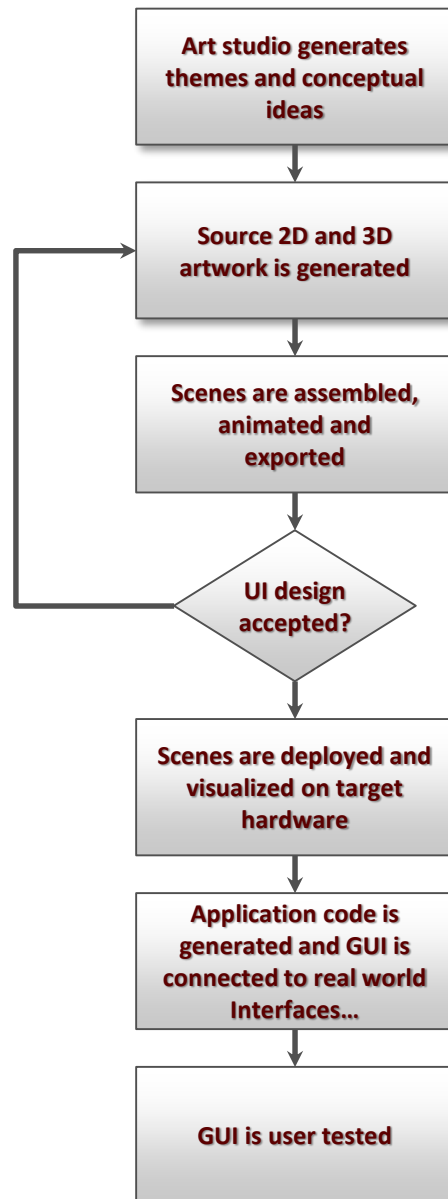 Art studio generates
themes and conceptual
ideas
Source 2D and 3D
artwork is generated
Scenes are assembled,
animated and
exported
UI design
accepted?
Scenes are deployed and
visualized on target
hardware
Application code is
generated and GUI is
connected to real world
Interfaces…
GUI is user tested